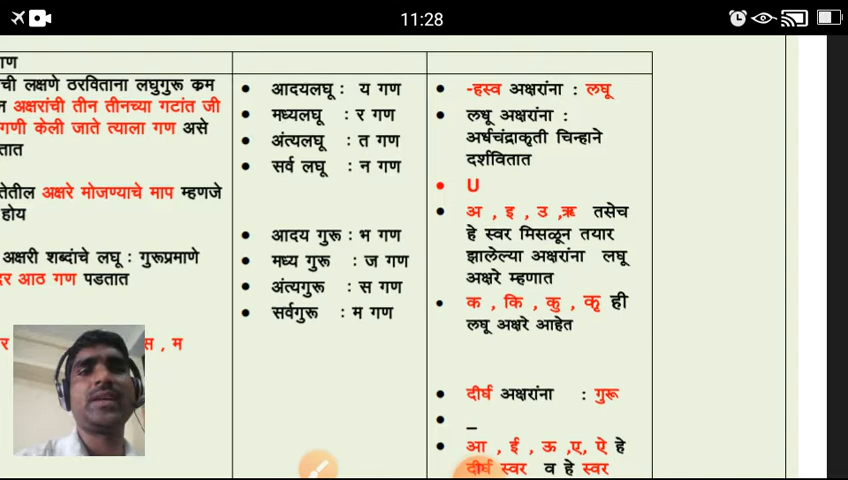 11:28
गण
ची लक्षणे ठरविताना लघुगुरू क्रम
न अक्षरांची तीन तीनच्या गटांत जी
गणी केली जाते त्याला गण असे
तात
तेतील अक्षरे मोजण्याचे माप म्हणजे
होय
अक्षरी शब्दांचे लघू : गुरूप्रमाणे
दर आठ गण पडतात
र
स , म
आदयलघू : य गण
मध्यलघू : र गण
अंत्यलघू : त गण
सर्व लघू : न गण
आदय गुरू : भ गण
मध्य गुरू : ज गण
अंत्यगुरू : स गण
सर्वगुरू : म गण
-हस्व अक्षरांना : लघू
लघू अक्षरांना :
अर्धचंद्राकृती चिन्हाने
दर्शवितात
U
अ , इ , उ ,ऋ तसेच
हे स्वर मिसळून तयार
झालेल्या अक्षरांना लघू
अक्षरे म्हणात
क , कि , कु , कृ ही
लघू अक्षरे आहेत
दीर्घ अक्षरांना : गुरू
_
आ , ई , ऊ ,ए, ऐ हे
दीर्घ स्वर व हे स्वर